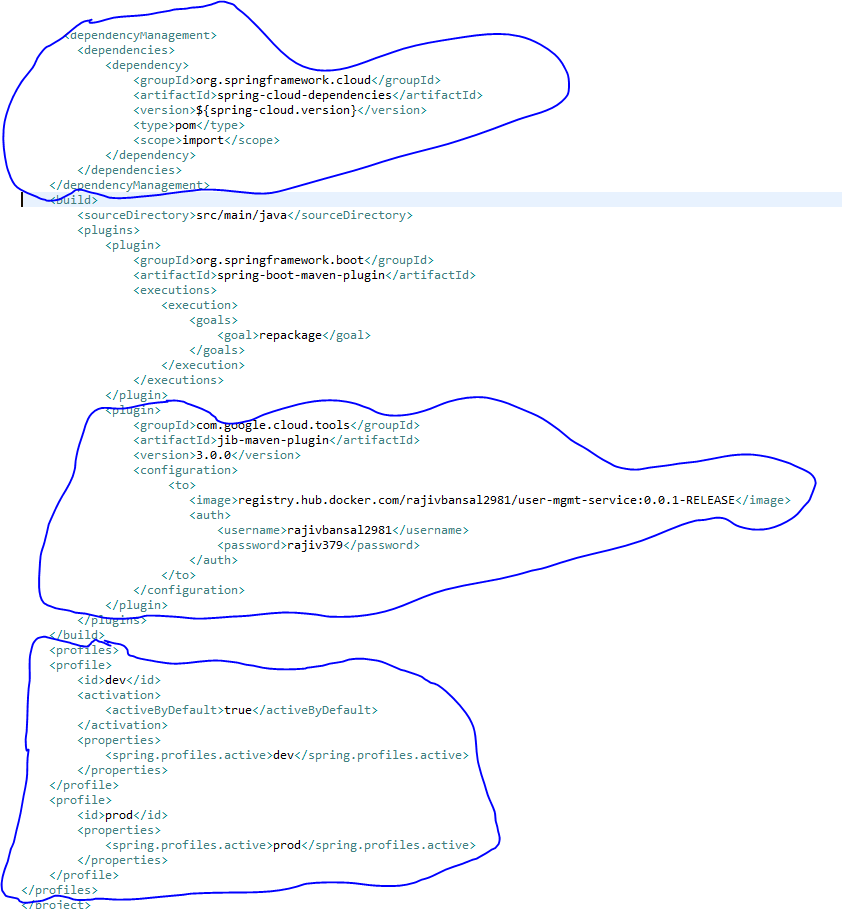 <dependencyManagement>
<dependencies>
<dependency>
<groupId>org.springframework.cloud</groupId>
<artifactId>spring-cloud-dependencies</artifactId>
<version>${spring-cloud.version}</version>
<type>pom</type>
<scope>import</scope>
</dependency>
</dependencies>
</dependencyManagement>
<build>
<sourceDirectory>src/main/java</sourceDirectory>
<plugins>
<plugin>
<groupId>org.springframework.boot</groupId>
<artifactId>spring-boot-maven-plugin</artifactId>
<executions>
<execution>
<goals>
<goal>repackage</goal>
</goals>
</execution>
</executions>
</plugin>
<plugin>
<groupId>com.google.cloud.tools</groupId>
<artifactId>jib-maven-plugin</artifactId>
<version>3.0.0</version>
<configuration>
<to>
<image>registry.hub.docker.com/rajivbansal2981/user-mgmt-service:0.0.1-RELEASE</image>
<auth>
<username>rajivbansal2981</username>
<password>rajiv379</password>
</auth>
</to>
</configuration>
</plugin>
</plugins>
</build>
<profiles>
<profile>
<id>dev</id>
<activation>
<activeByDefault>true</activeByDefault>
</activation>
<properties>
<spring.profiles.active>dev</spring.profiles.active>
</properties>
</profile>
<profile>
<id>prod</id>
<properties>
<spring.profiles.active>prod</spring.profiles.active>
</properties>
</profile>
</profiles>
</project>